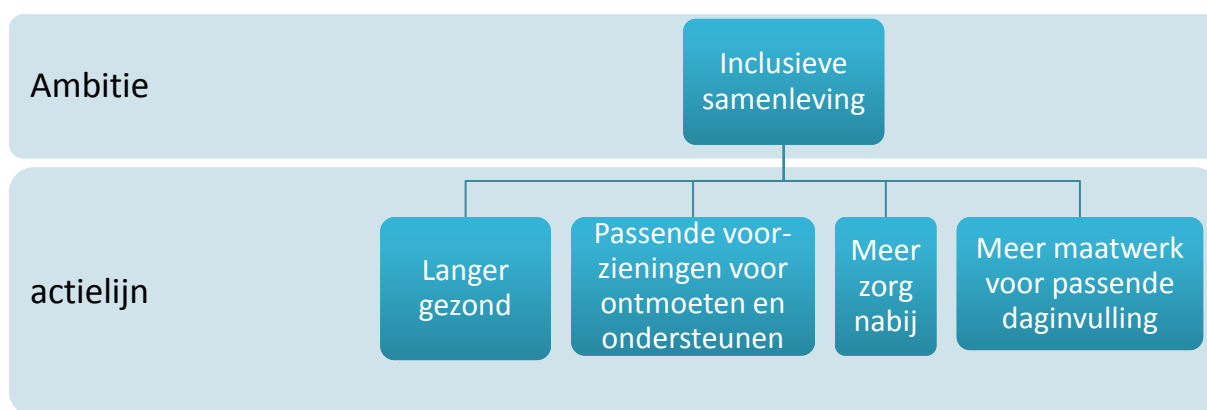 Ambitie
Inclusieve
samenleving
actielijn
Langer
gezond
Passende voor-
zieningen voor
ontmoeten en
ondersteunen
Meer
zorg
nabij
Meer maatwerk
voor passende
daginvulling